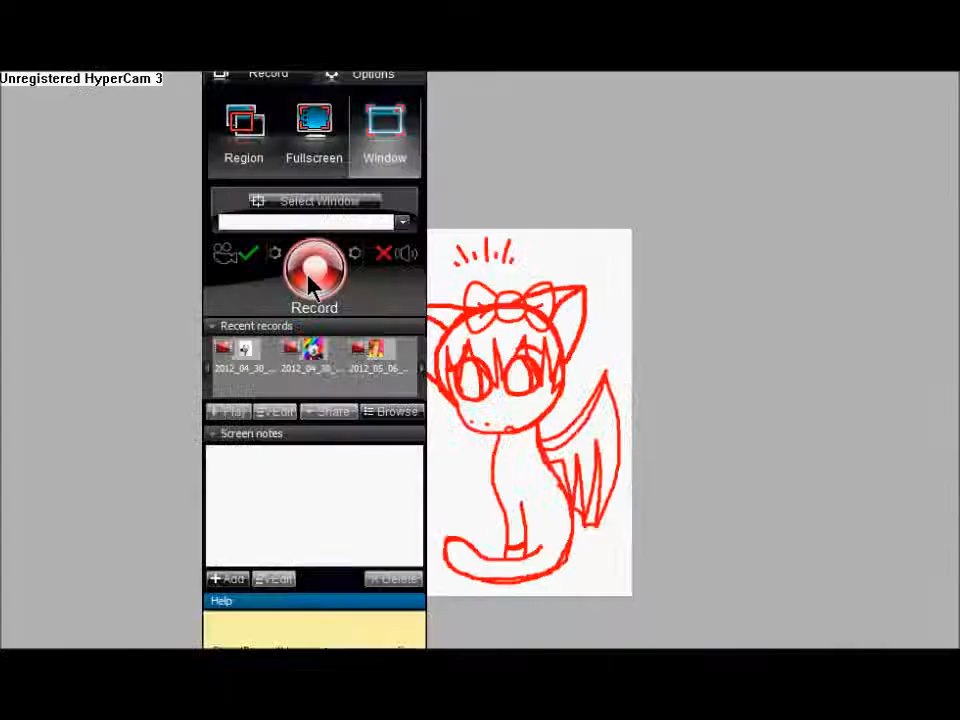 Unregistered HyperCam 3
Record Options
Region Fullscreen Window
Select Window
Record
Recent records
2012_04_30_... 2012_04_30_... 2012_05_06_...
Play Edit Share Browse
Screen notes
Add Edit Delete
Help